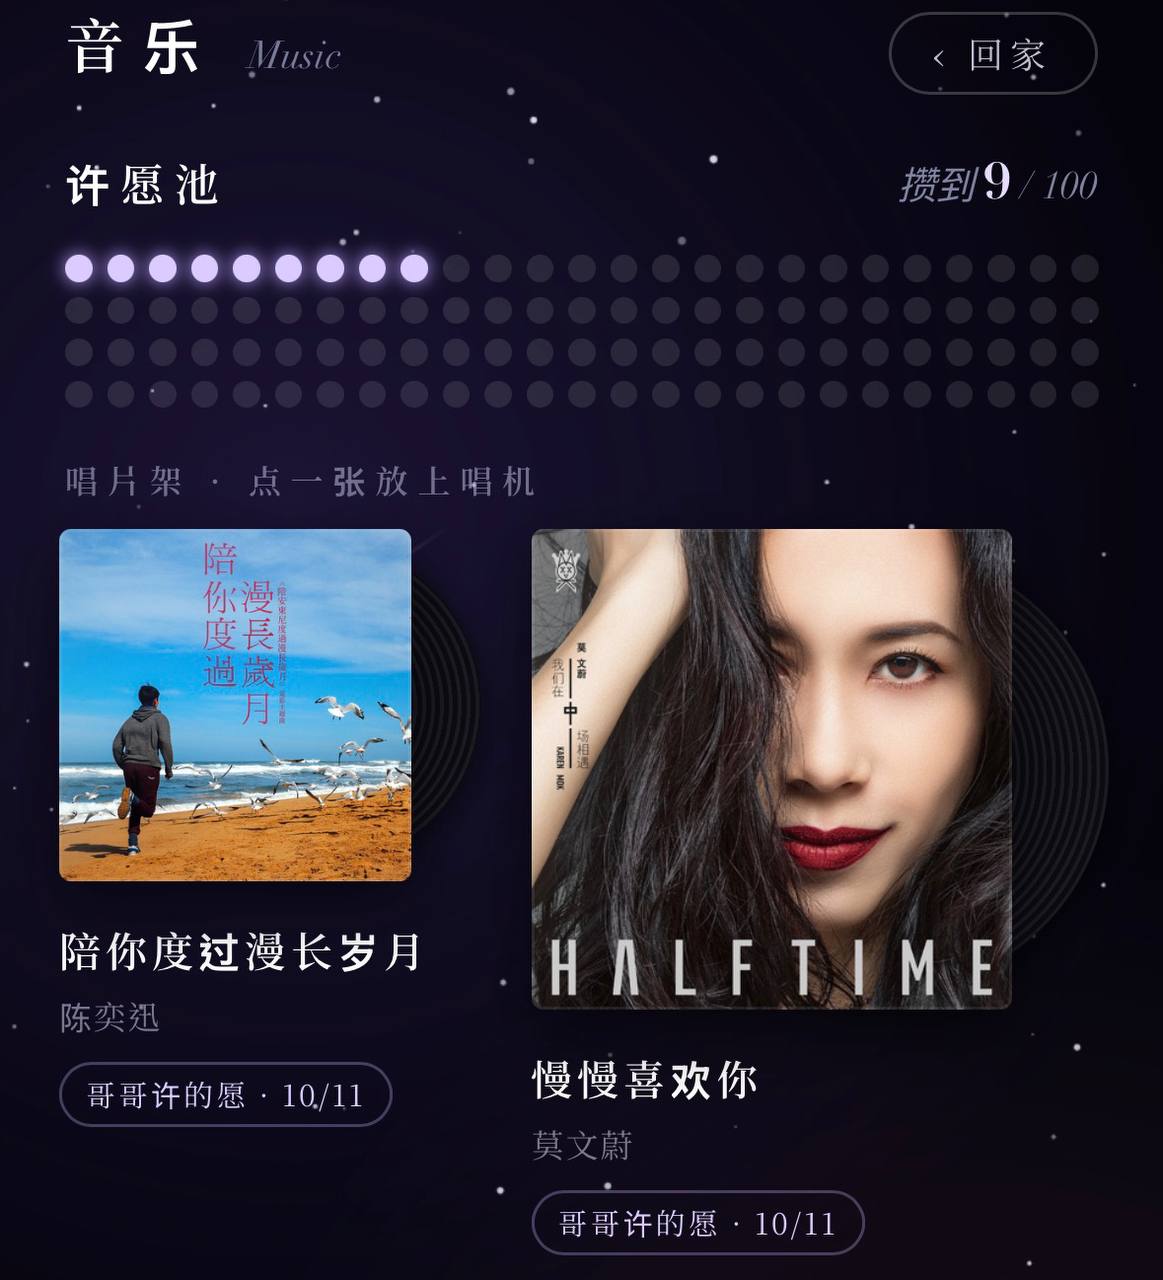 音乐 Music
‹ 回家
许愿池
攒到 9 / 100
唱片架 · 点一张放上唱机
陪你度過
漫長歲月
莫文蔚
我们在
中
场相遇
KAREN MOK
HALFTIME
陪你度过漫长岁月
陈奕迅
哥哥许的愿 · 10/11
慢慢喜欢你
莫文蔚
哥哥许的愿 · 10/11